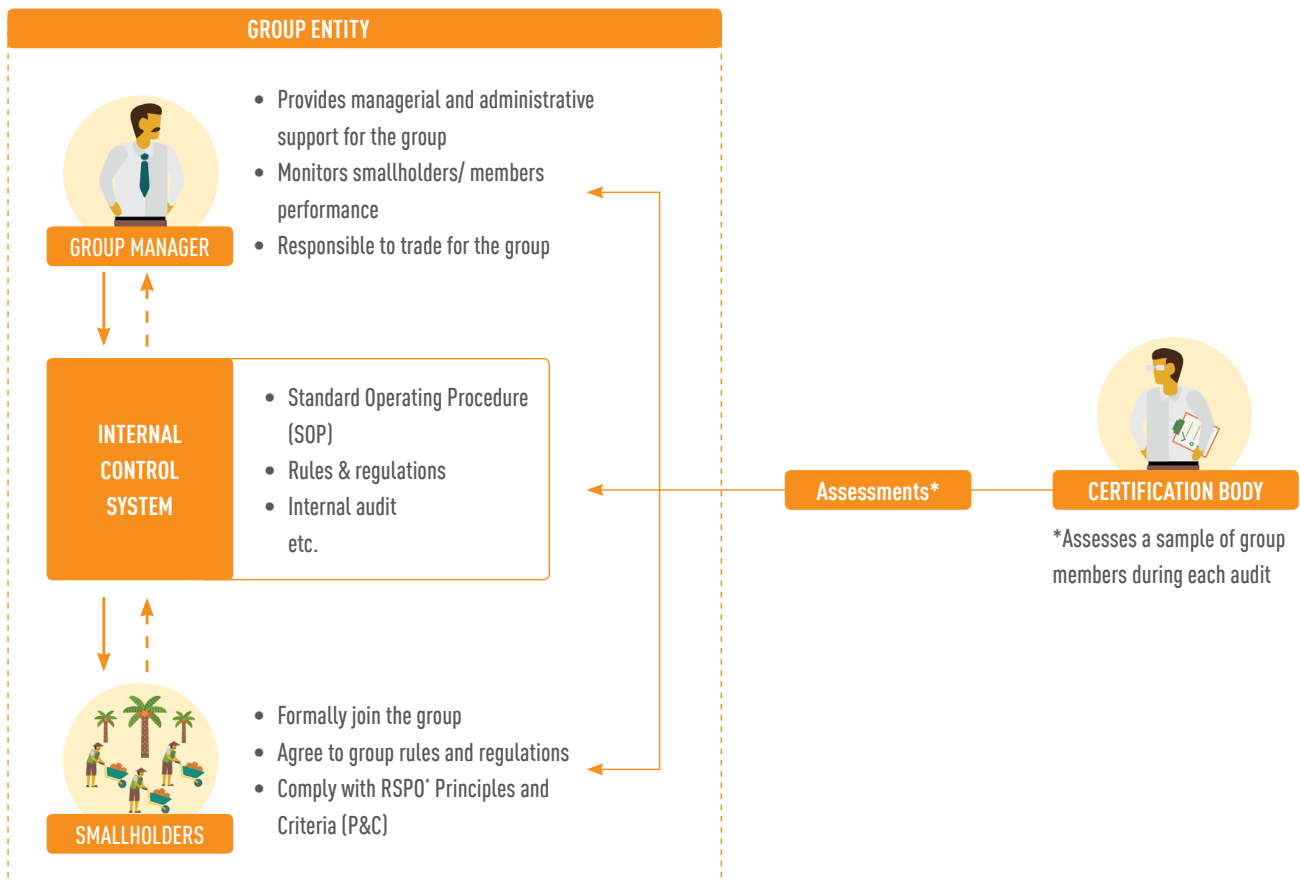 GROUP ENTITY
• Provides managerial and administrative
support for the group
• Monitors smallholders/ members
performance
• Responsible to trade for the group
GROUP MANAGER
INTERNAL
CONTROL
SYSTEM
• Standard Operating Procedure
(SOP)
• Rules & regulations
• Internal audit
etc.
Assessments*
CERTIFICATION BODY
*Assesses a sample of group
members during each audit
• Formally join the group
• Agree to group rules and regulations
• Comply with RSPO' Principles and
Criteria (P&C)
SMALLHOLDERS